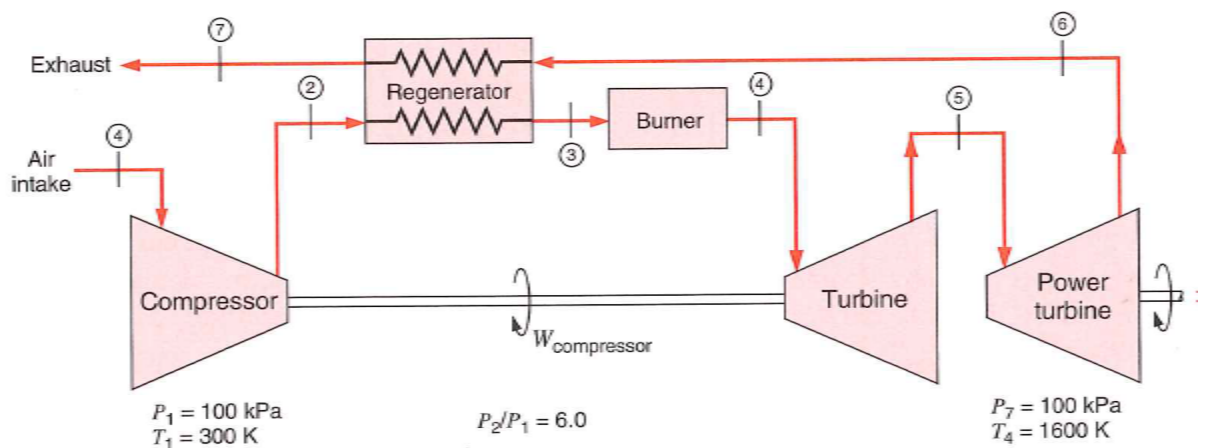 ⑦
⑥
Exhaust
②
Regenerator
④
⑤
④
Burner
③
Air
intake
Compressor
Turbine
Power
turbine
W compressor
P₁ = 100 kPa
T₁ = 300 K
P₂/P₁ = 6.0
P₇ = 100 kPa
T₄ = 1600 K